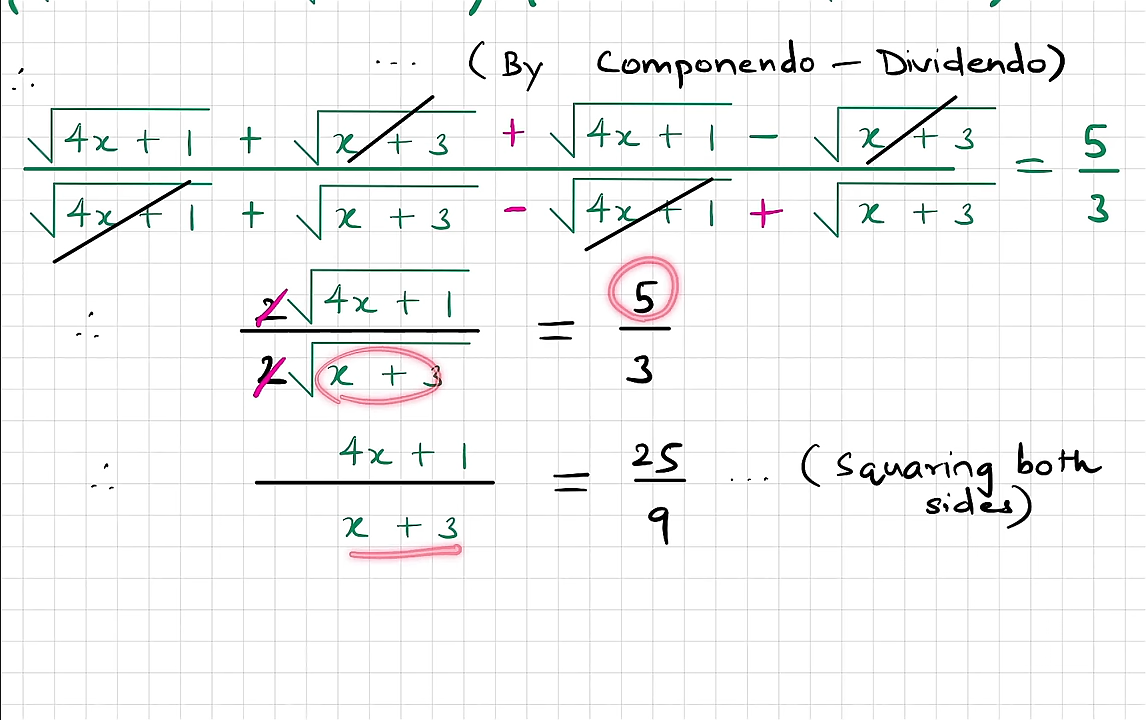 ∴ ... (By Componendo – Dividendo)
√(4x + 1) + √(x + 3) + √(4x + 1) – √(x + 3)
= 5/3
√(4x + 1) + √(x + 3) - √(4x + 1) + √(x + 3)
∴ 2√(4x + 1) / 2√(x + 3) = 5/3
∴ (4x + 1) / (x + 3) = 25/9 ... (Squaring both
sides)